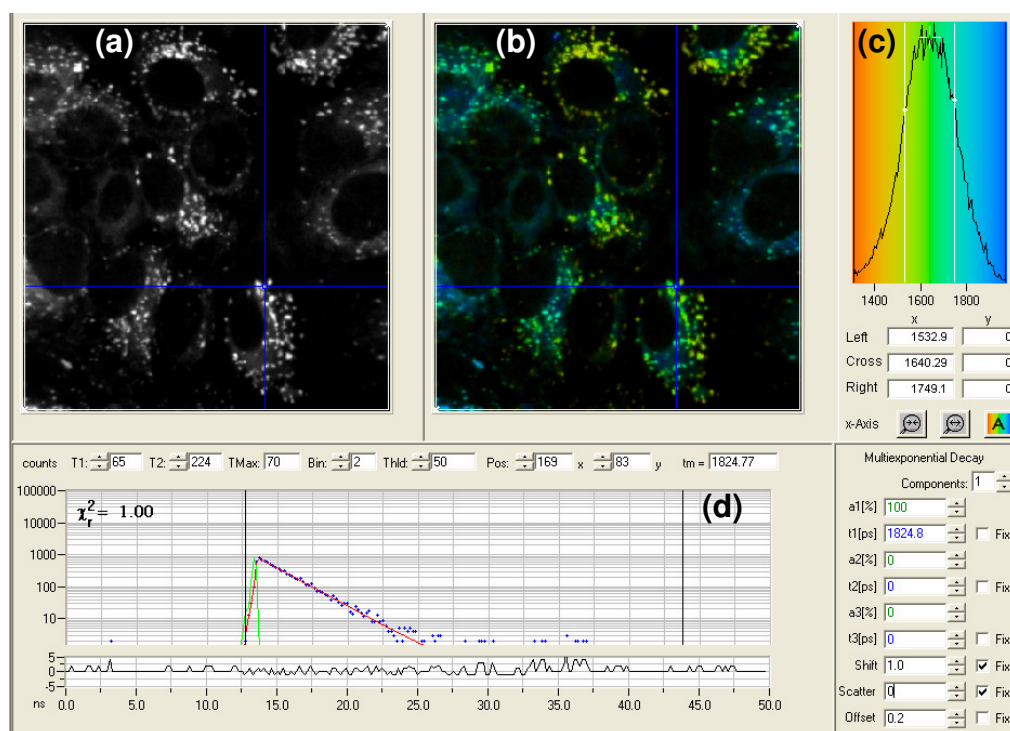 (a)
(b)
(c)
1400 1600 1800
x y
Left 1532.9 0
Cross 1640.29 0
Right 1749.1 0
x-Axis A
counts T1: 65 T2: 224 TMax: 70 Bin: 2 Thld: 50 Pos: 169 x 83 y tm = 1824.77
100000
10000
1000
100
10
χ²r = 1.00
(d)
5
0
-5
ns 0.0 5.0 10.0 15.0 20.0 25.0 30.0 35.0 40.0 45.0 50.0
Multiexponential Decay
Components: 1
a1[%] 100
t1[ps] 1824.8 Fix
a2[%] 0
t2[ps] 0 Fix
a3[%] 0
t3[ps] 0 Fix
Shift 1.0 Fix
Scatter 0 Fix
Offset 0.2 Fix